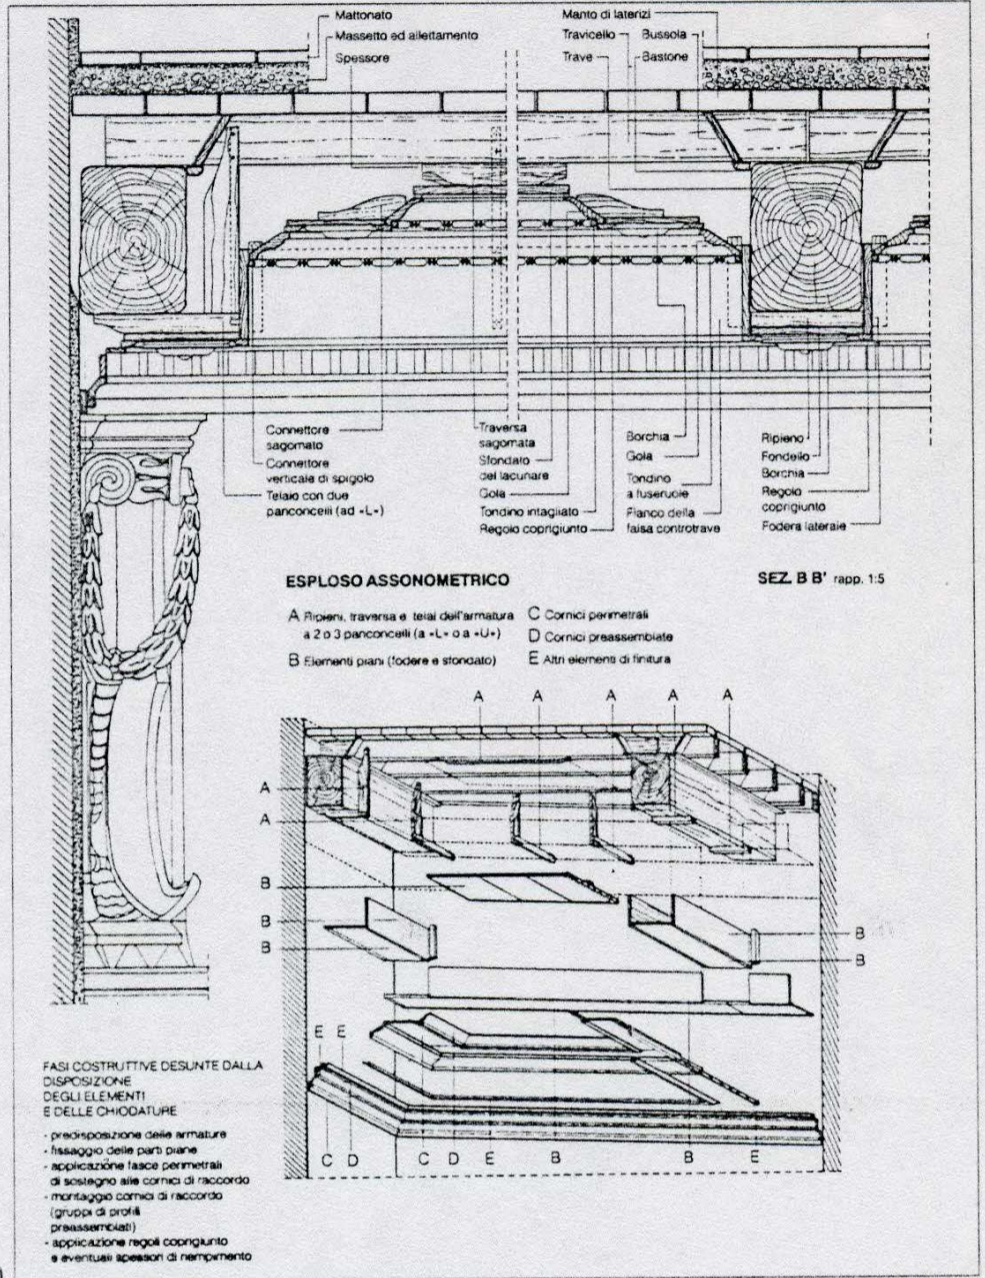 Mattonato
Massetto ed allettamento
Spessore
Manto di laterizi
Travicello
Bussola
Trave
Bastone
Connettore
sagomato
Connettore
verticale di spigolo
Telaio con due
panconcelli (ad «L»)
Traversa
sagomata
Sfondato
del lacunare
Gola
Tondino intagliato
Regolo coprigiunto
Borchia
Gola
Tondino
a fuseruole
Fianco della
falsa controtrave
Ripieno
Fondello
Borchia
Regolo
coprigiunto
Fodera laterale
ESPLOSO ASSONOMETRICO
SEZ. B B' rapp. 1:5
A Ripieni, traversa e telai dell'armatura
a 2 o 3 panconcelli (a «L» o a «U»)
B Elementi piani (fodere e sfondato)
C Cornici perimetrali
D Cornici preassemblate
E Altri elementi di finitura
A A A A A
A
A
B
B
B
B
B
E E
C D C D E B B E
FASI COSTRUTTIVE DESUNTE DALLA
DISPOSIZIONE
DEGLI ELEMENTI
E DELLE CHIODATURE
- predisposizione delle armature
- fissaggio delle parti piane
- applicazione fasce perimetrali
di sostegno alle cornici di raccordo
- montaggio cornici di raccordo
(gruppi di profili
preassemblati)
- applicazione regoli coprigiunto
e eventuali spessori di riempimento